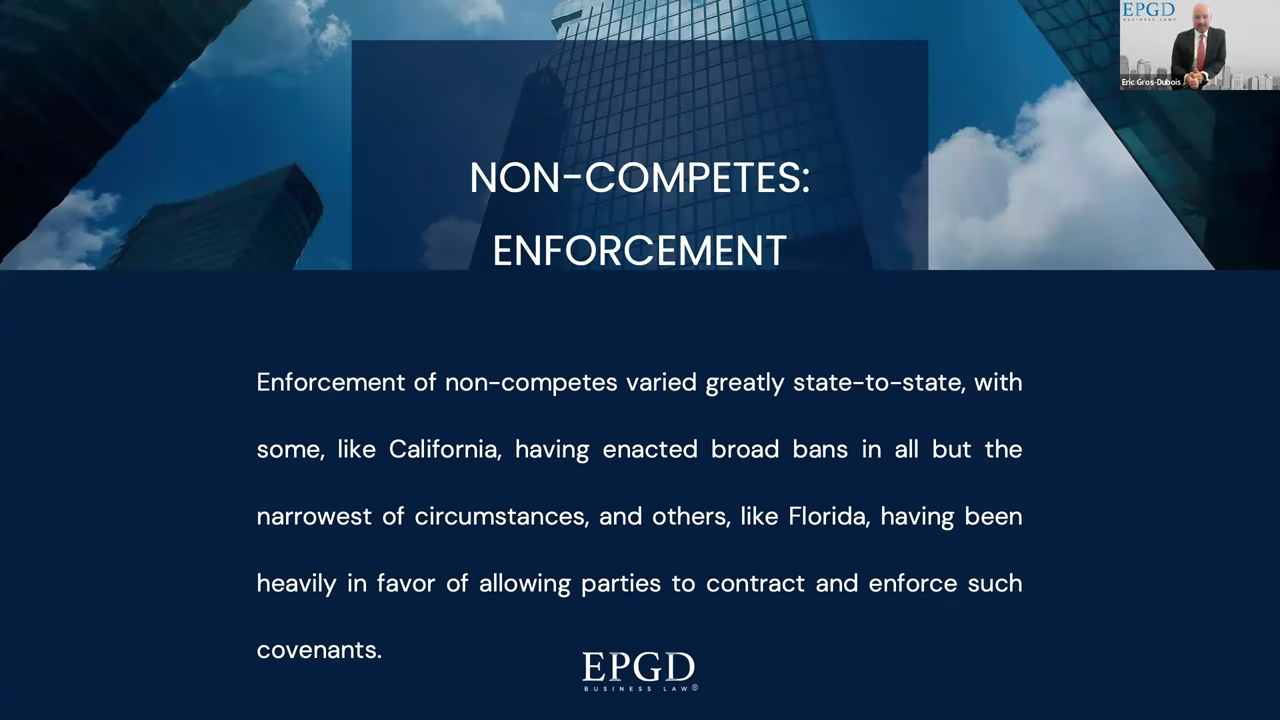 EPGD
BUSINESS LAW
Eric Gros-Dubois
NON-COMPETES:
ENFORCEMENT
Enforcement of non-competes varied greatly state-to-state, with
some, like California, having enacted broad bans in all but the
narrowest of circumstances, and others, like Florida, having been
heavily in favor of allowing parties to contract and enforce such
covenants.
EPGD
BUSINESS LAW®